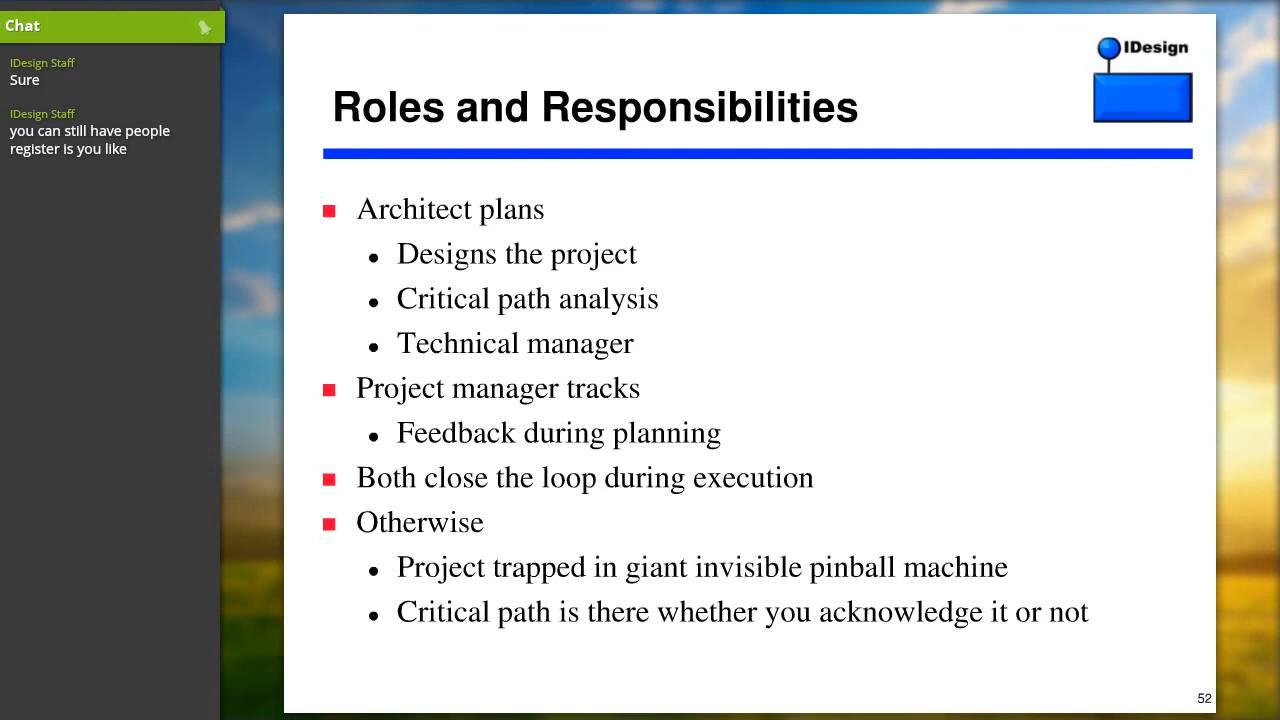 Chat
IDesign Staff
Sure
IDesign Staff
you can still have people
register is you like
IDesign
Roles and Responsibilities
Architect plans
Designs the project
Critical path analysis
Technical manager
Project manager tracks
Feedback during planning
Both close the loop during execution
Otherwise
Project trapped in giant invisible pinball machine
Critical path is there whether you acknowledge it or not
52